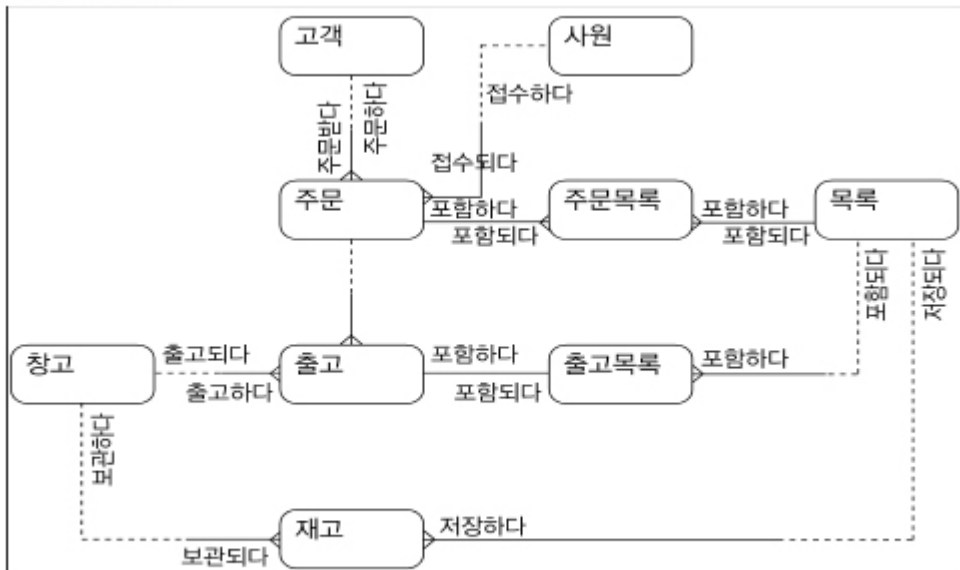 고객
사원
주문받다
주문하다
접수하다
접수되다
주문
포함하다
포함되다
주문목록
포함하다
포함되다
목록
포함되다
저장되다
창고
출고되다
출고하다
출고
포함하다
포함되다
출고목록
포함하다
보관하다
보관되다
재고
저장하다